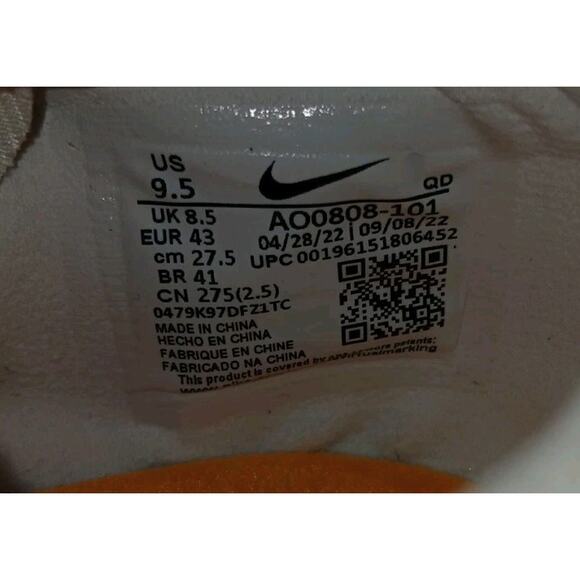 US
9.5
QD
UK 8.5
AO0808-101
EUR 43
04/28/22 | 09/08/22
cm 27.5
UPC 00196151806452
BR 41
CN 275(2.5)
0479K97DFZ1TC
MADE IN CHINA
HECHO EN CHINA
FABRIQUE EN CHINE
FABRICADO NA CHINA
This product is covered by
more patents: